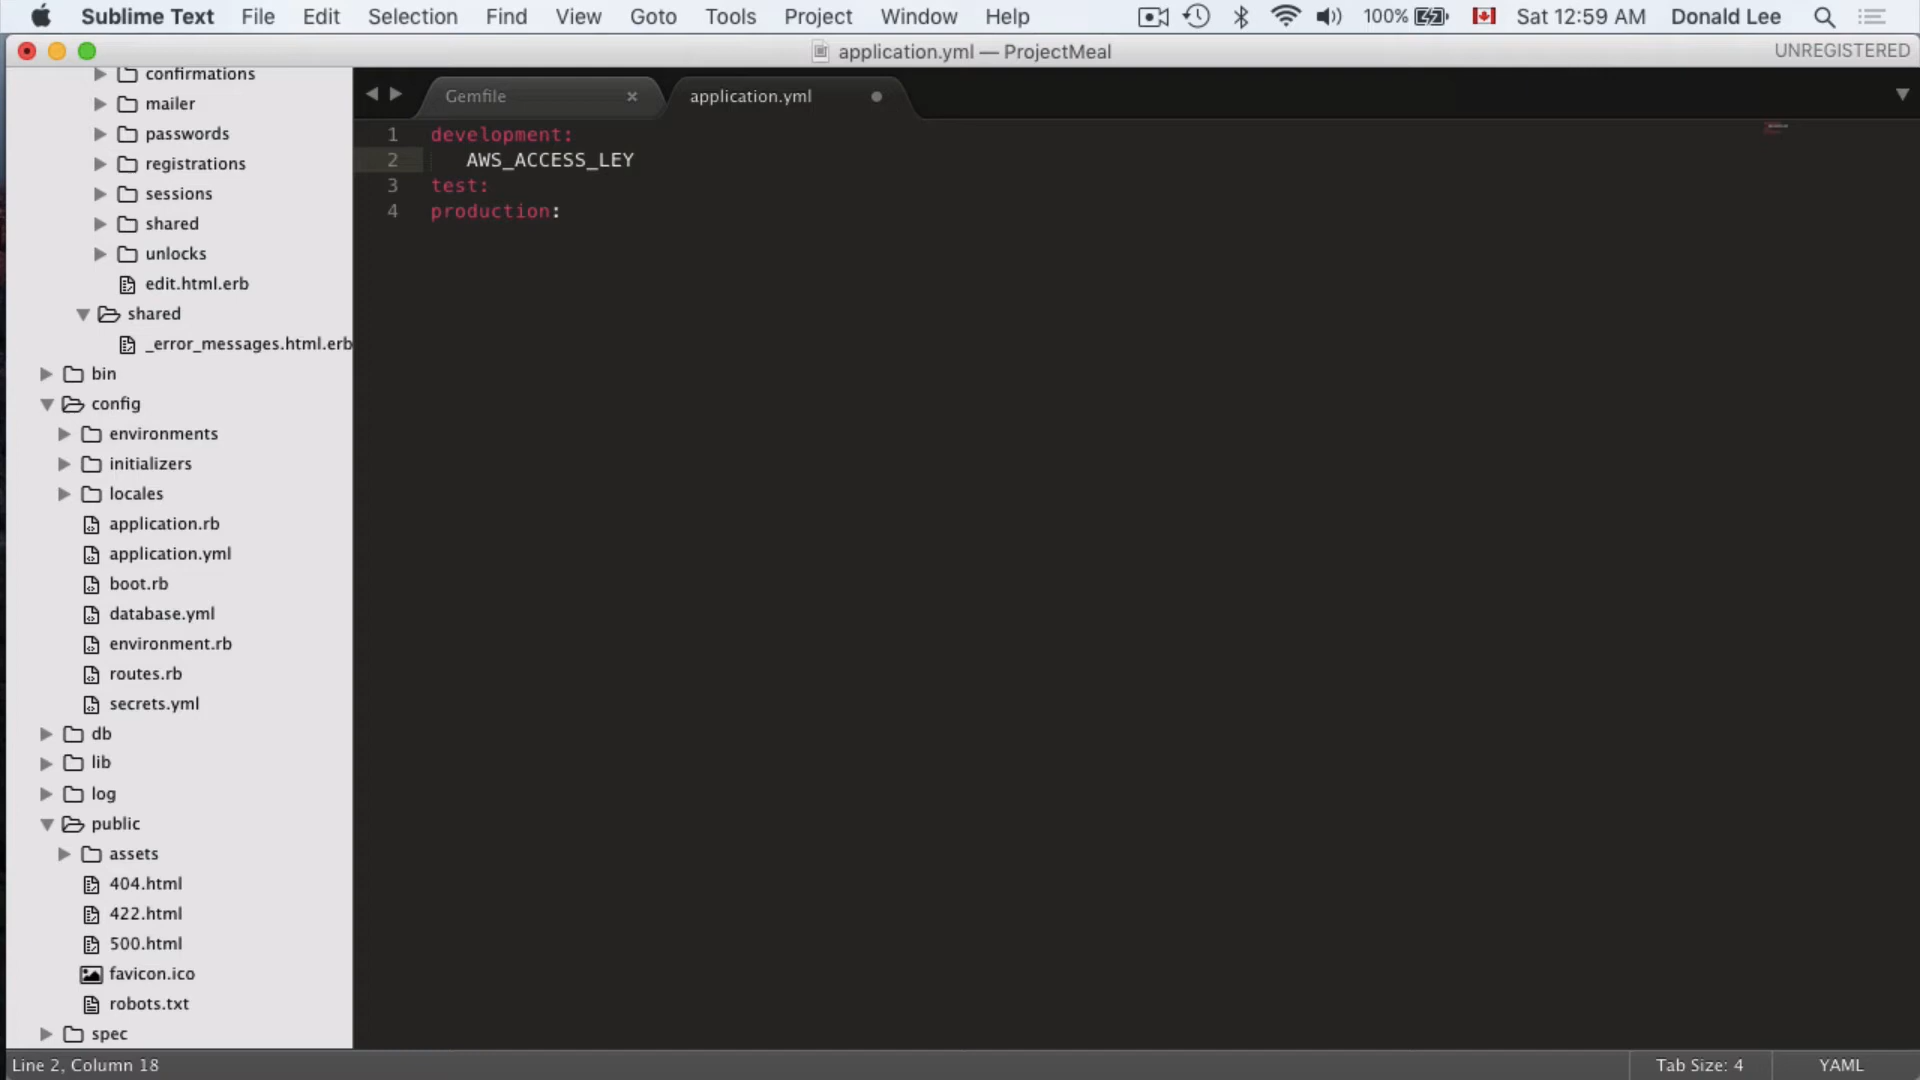 Sublime Text File Edit Selection Find View Goto Tools Project Window Help 100% Sat 12:59 AM Donald Lee
application.yml — ProjectMeal UNREGISTERED
confirmations
mailer
passwords
registrations
sessions
shared
unlocks
edit.html.erb
shared
_error_messages.html.erb
bin
config
environments
initializers
locales
application.rb
application.yml
boot.rb
database.yml
environment.rb
routes.rb
secrets.yml
db
lib
log
public
assets
404.html
422.html
500.html
favicon.ico
robots.txt
spec
Gemfile application.yml
1 development:
2 AWS_ACCESS_LEY
3 test:
4 production:
Line 2, Column 18 Tab Size: 4 YAML